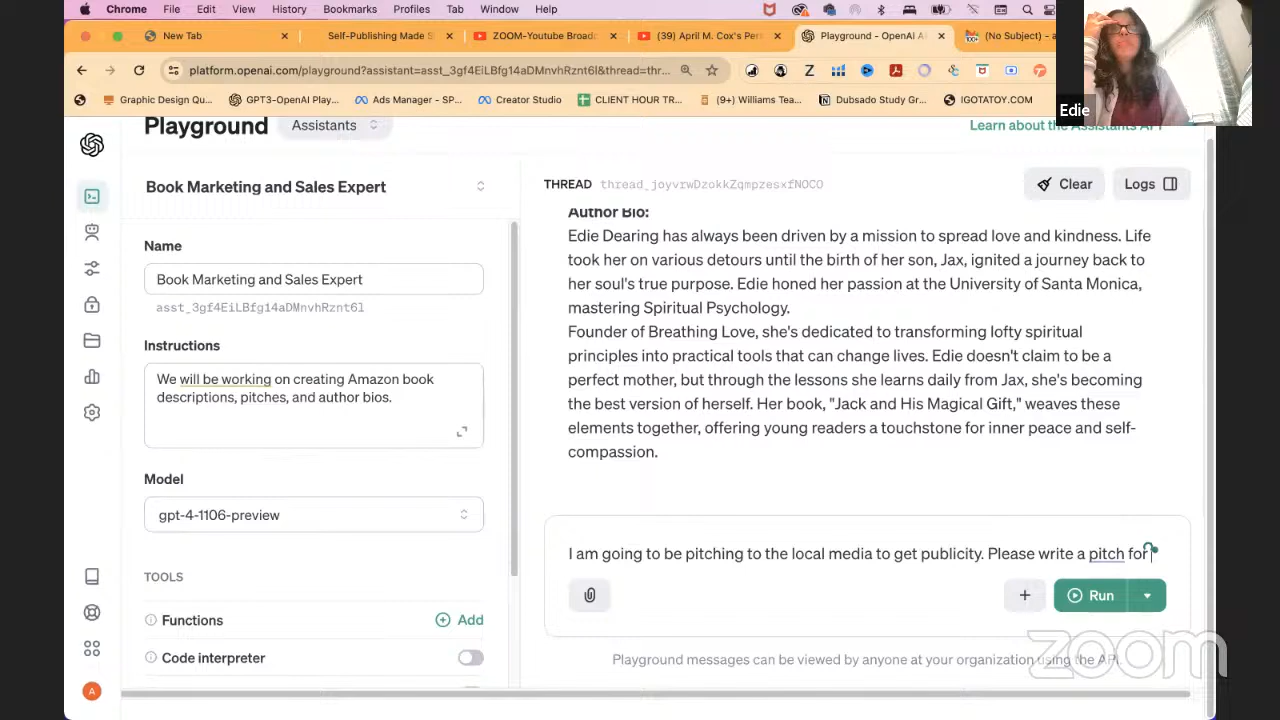 Chrome File Edit View History Bookmarks Profiles Tab Window Help
New Tab
Self-Publishing Made S
ZOOM-Youtube Broadc
(39) April M. Cox's Pers
Playground - OpenAI A
(No Subject) - a
platform.openai.com/playground?assistant=asst_3gf4EiLBfg14aDMnvhRznt6l&thread=thr...
Graphic Design Qu...
GPT3-OpenAI Play...
Ads Manager - SP...
Creator Studio
CLIENT HOUR TR...
(9+) Williams Tea...
Dubsado Study Gr...
IGOTATOY.COM
Edie
Playground
Assistants
Learn about the Assistants API
Book Marketing and Sales Expert
THREAD thread_joyvrwDzokkZqmpzesxfNOCO
Clear
Logs
Name
Book Marketing and Sales Expert
asst_3gf4EiLBfg14aDMnvhRznt6l
Instructions
We will be working on creating Amazon book
descriptions, pitches, and author bios.
Model
gpt-4-1106-preview
TOOLS
Functions
Add
Code interpreter
A
Author Bio:
Edie Dearing has always been driven by a mission to spread love and kindness. Life
took her on various detours until the birth of her son, Jax, ignited a journey back to
her soul's true purpose. Edie honed her passion at the University of Santa Monica,
mastering Spiritual Psychology.
Founder of Breathing Love, she's dedicated to transforming lofty spiritual
principles into practical tools that can change lives. Edie doesn't claim to be a
perfect mother, but through the lessons she learns daily from Jax, she's becoming
the best version of herself. Her book, "Jack and His Magical Gift," weaves these
elements together, offering young readers a touchstone for inner peace and self-
compassion.
I am going to be pitching to the local media to get publicity. Please write a pitch for
Run
Playground messages can be viewed by anyone at your organization using the API.
zoom